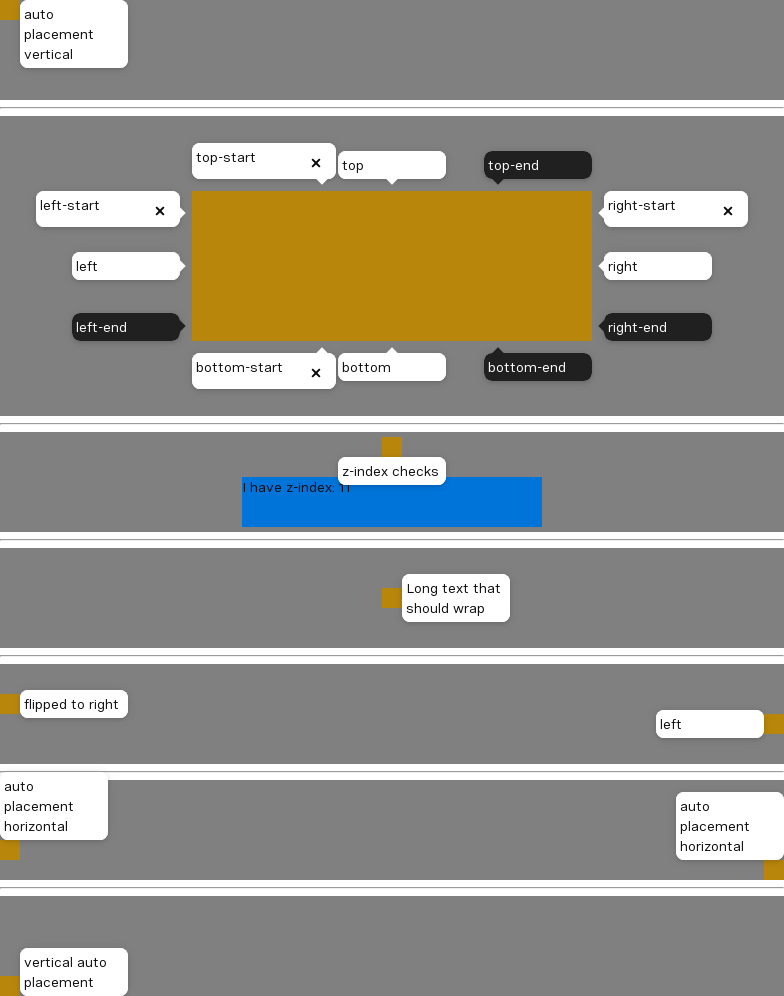 auto
placement
vertical
top-start ×
top
top-end
left-start ×
right-start ×
left
right
left-end
right-end
bottom-start ×
bottom
bottom-end
z-index checks
I have z-index: 11
Long text that
should wrap
flipped to right
left
auto
placement
horizontal
auto
placement
horizontal
vertical auto
placement